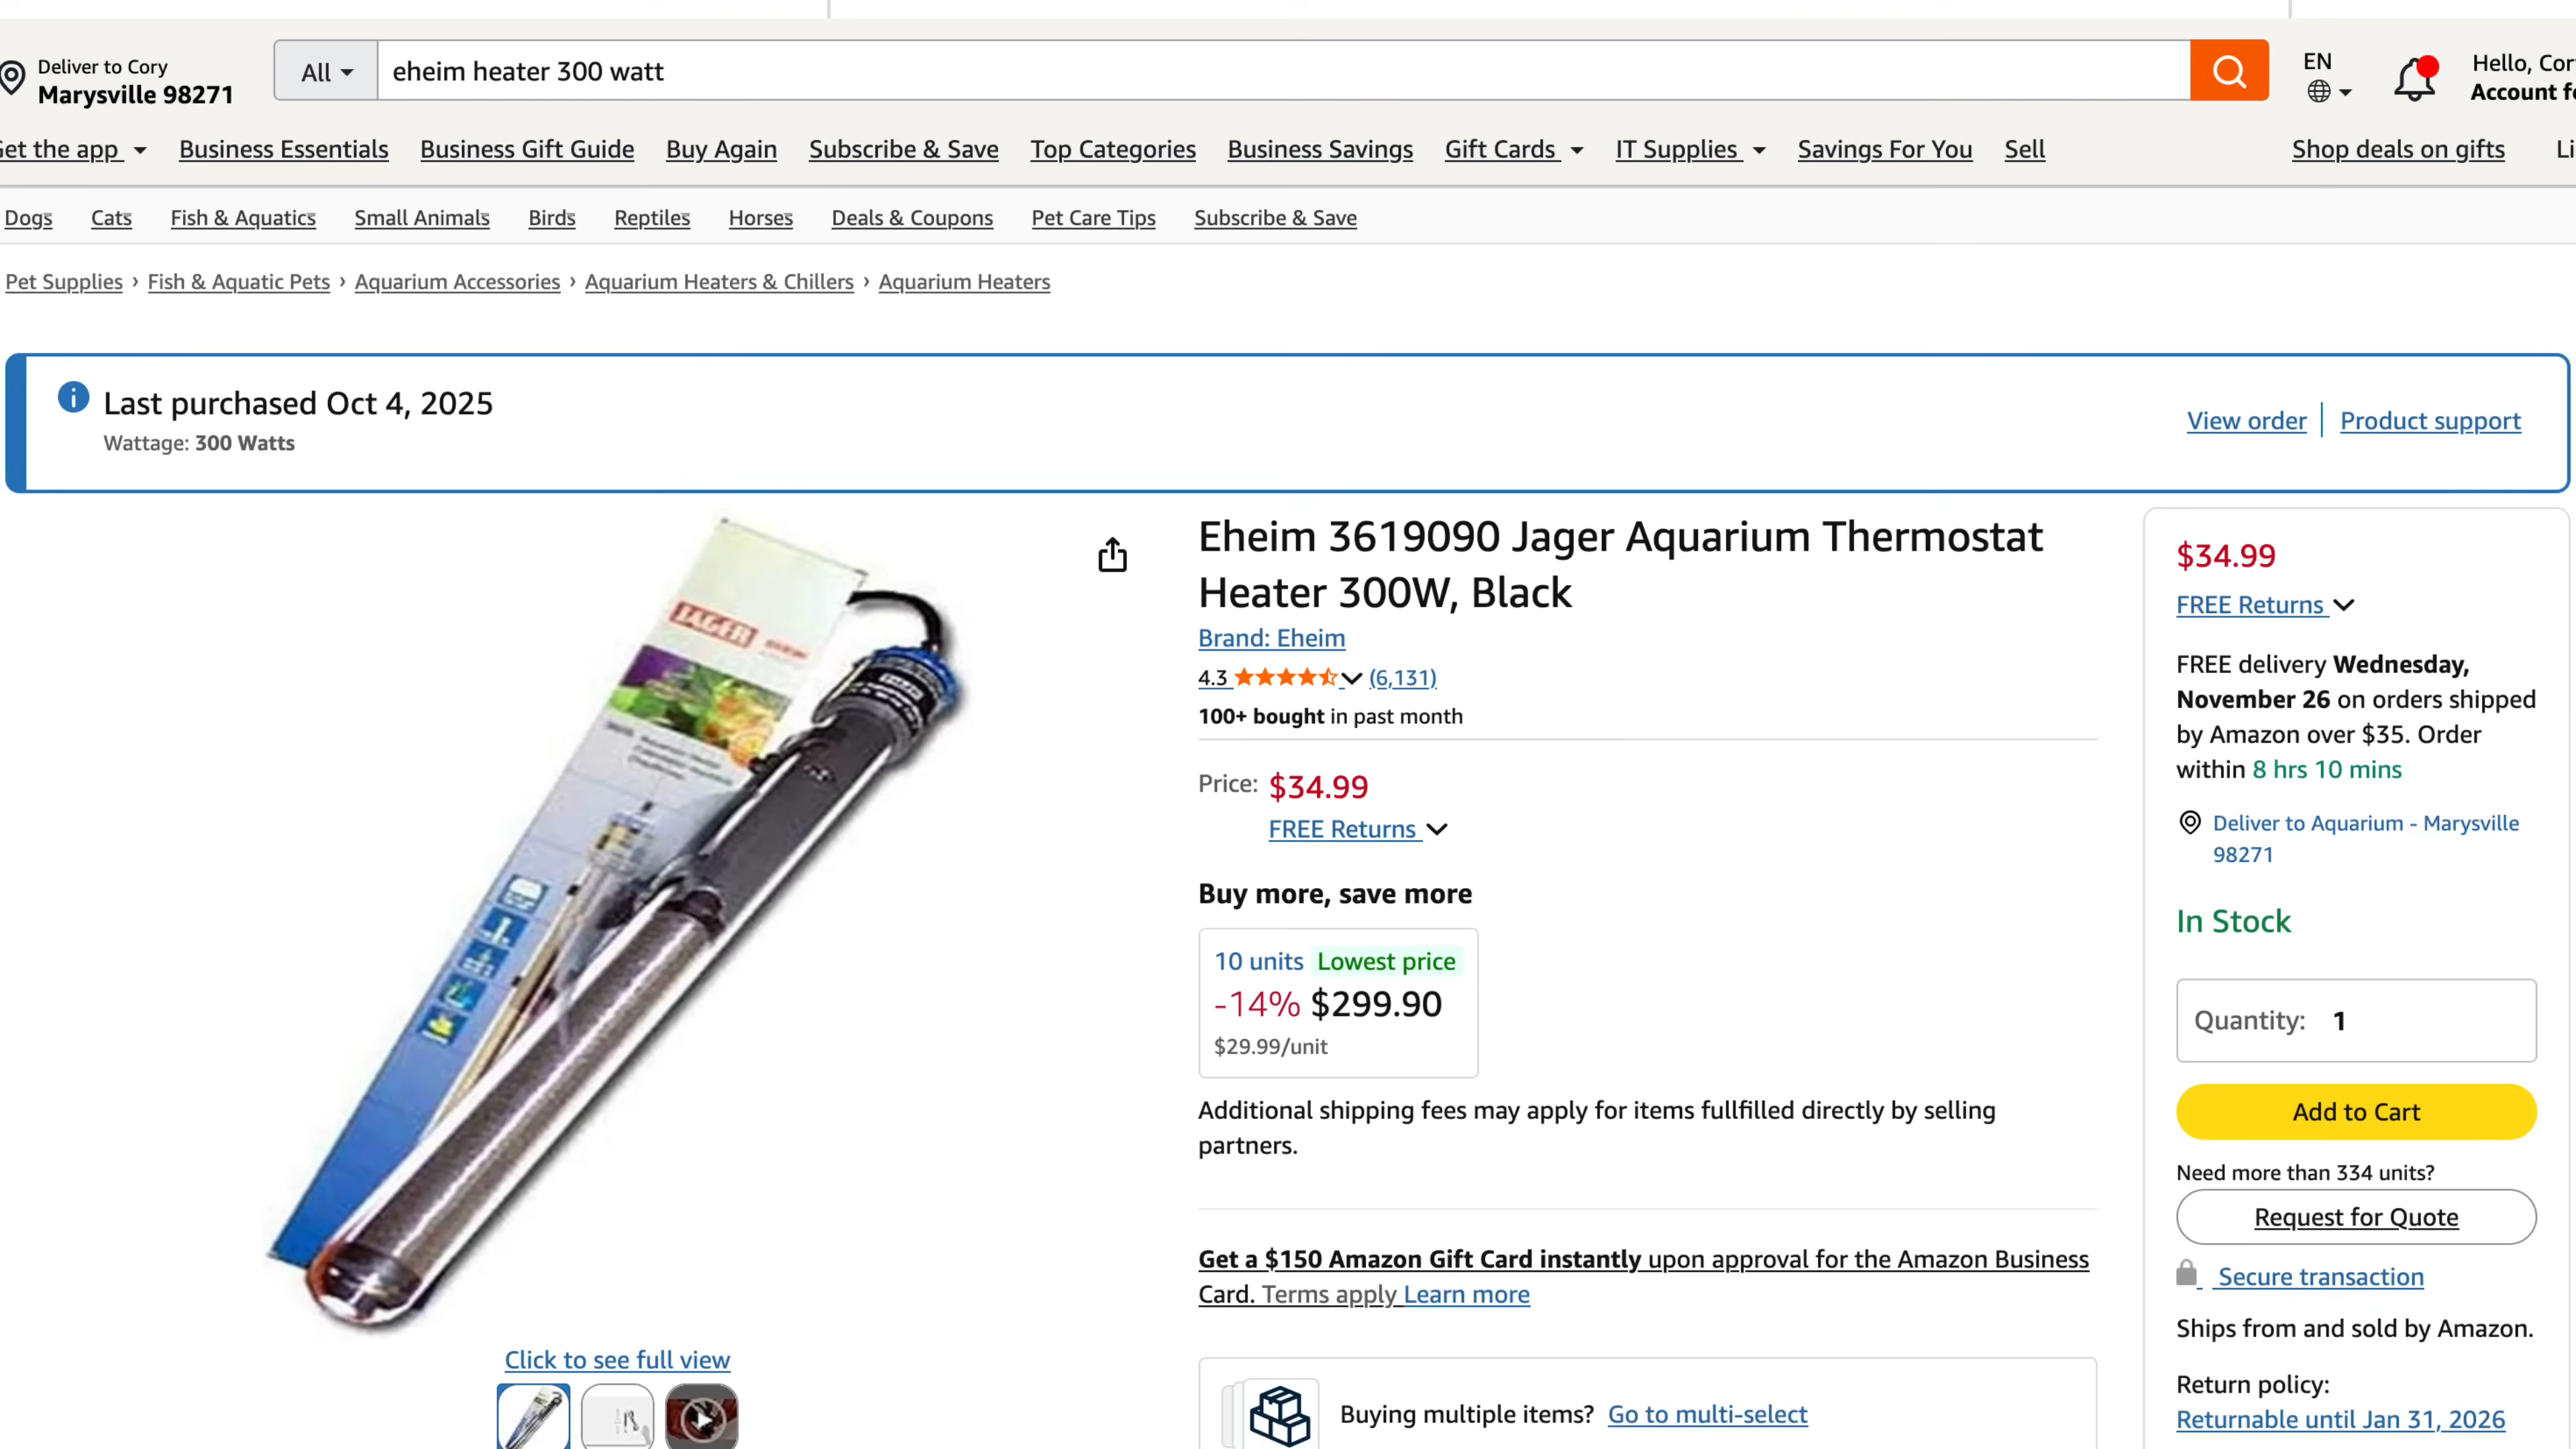 Deliver to Cory
Marysville 98271
All
eheim heater 300 watt
EN
Hello, Cor
Account fo
Get the app
Business Essentials
Business Gift Guide
Buy Again
Subscribe & Save
Top Categories
Business Savings
Gift Cards
IT Supplies
Savings For You
Sell
Shop deals on gifts
Li
Dogs
Cats
Fish & Aquatics
Small Animals
Birds
Reptiles
Horses
Deals & Coupons
Pet Care Tips
Subscribe & Save
Pet Supplies › Fish & Aquatic Pets › Aquarium Accessories › Aquarium Heaters & Chillers › Aquarium Heaters
Last purchased Oct 4, 2025
Wattage: 300 Watts
View order
Product support
JAGER
Click to see full view
Eheim 3619090 Jager Aquarium Thermostat
Heater 300W, Black
Brand: Eheim
4.3 (6,131)
100+ bought in past month
Price: $34.99
FREE Returns
Buy more, save more
10 units Lowest price
-14% $299.90
$29.99/unit
Additional shipping fees may apply for items fullfilled directly by selling
partners.
Get a $150 Amazon Gift Card instantly upon approval for the Amazon Business
Card. Terms apply Learn more
Buying multiple items? Go to multi-select
$34.99
FREE Returns
FREE delivery Wednesday,
November 26 on orders shipped
by Amazon over $35. Order
within 8 hrs 10 mins
Deliver to Aquarium - Marysville
98271
In Stock
Quantity: 1
Add to Cart
Need more than 334 units?
Request for Quote
Secure transaction
Ships from and sold by Amazon.
Return policy:
Returnable until Jan 31, 2026